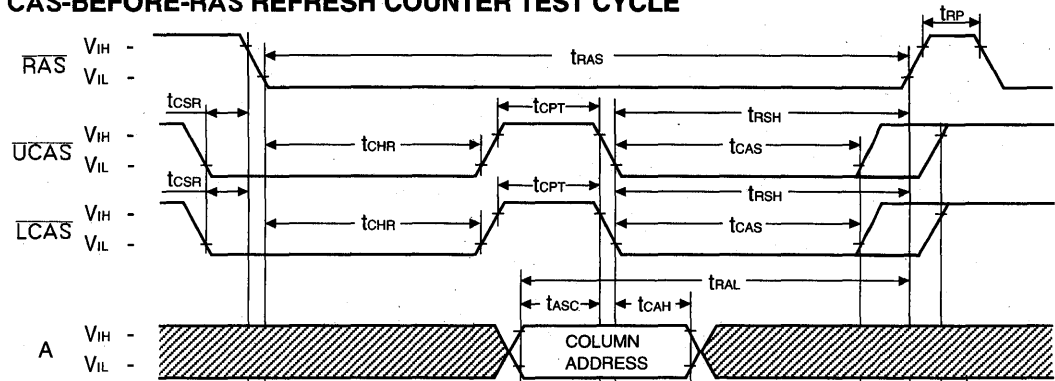 CAS-BEFORE-RAS REFRESH COUNTER TEST CYCLE
RAS
VIH -
VIL -
tRAS
tRP
UCAS
VIH -
VIL -
tCSR
tCHR
tCPT
tRSH
tCAS
LCAS
VIH -
VIL -
tCSR
tCHR
tCPT
tRSH
tCAS
tRAL
tASC
tCAH
A
VIH -
VIL -
COLUMN
ADDRESS